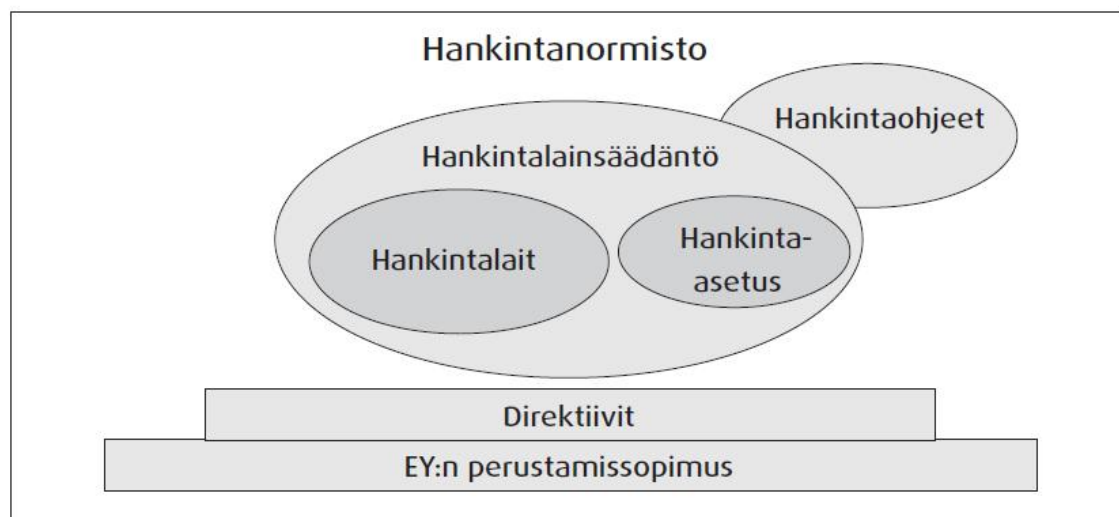 Hankintanormisto
Hankintaohjeet
Hankintalainsäädäntö
Hankintalait
Hankinta-
asetus
Direktiivit
EY:n perustamissopimus